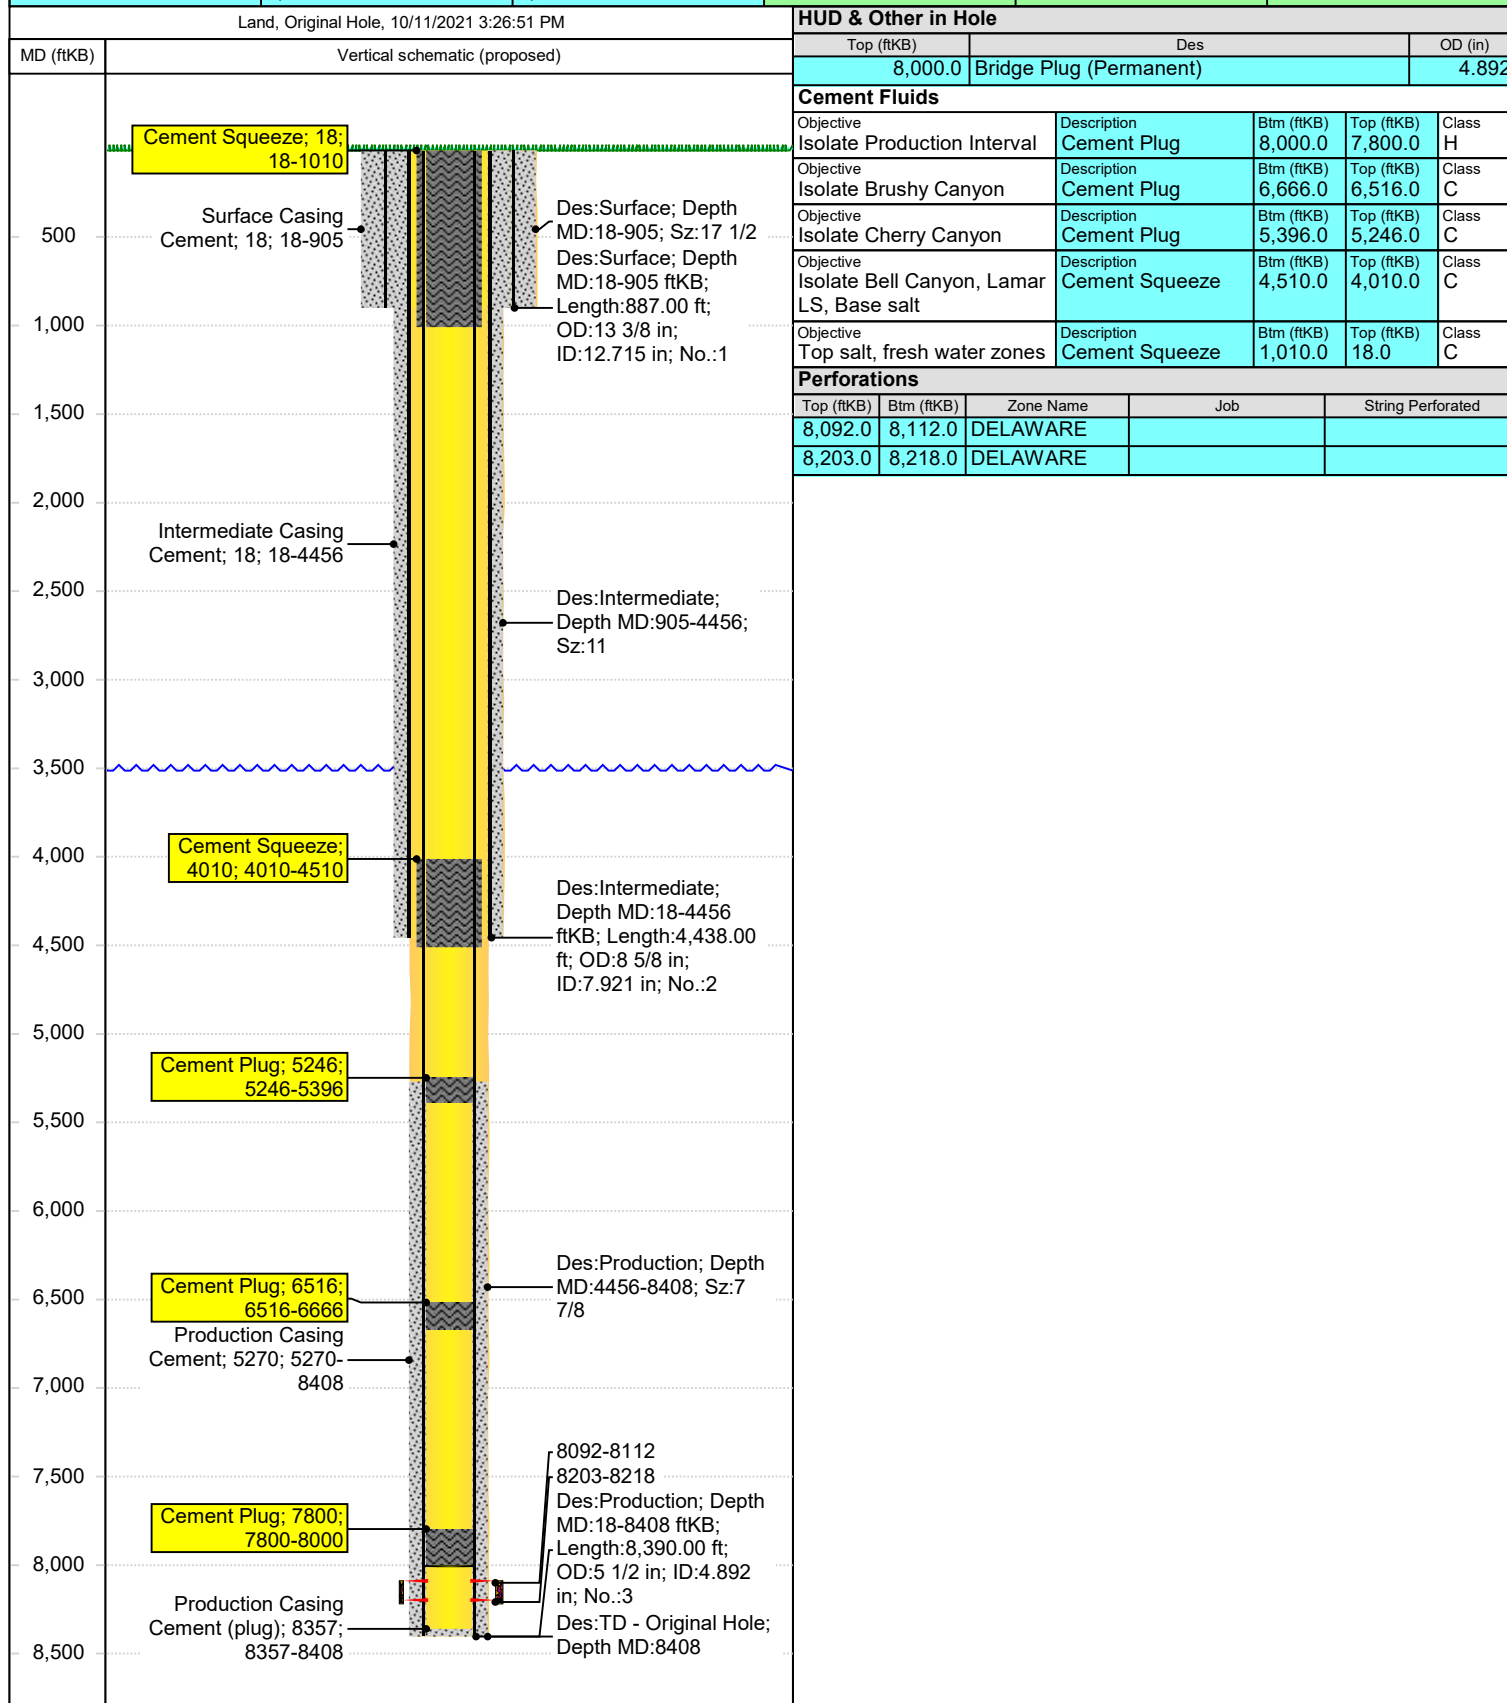 Land, Original Hole, 10/11/2021 3:26:51 PM
MD (ftKB)
Vertical schematic (proposed)
Cement Squeeze; 18;
18-1010
Surface Casing
Cement; 18; 18-905
Des:Surface; Depth
MD:18-905; Sz:17 1/2
Des:Surface; Depth
MD:18-905 ftKB;
Length:887.00 ft;
OD:13 3/8 in;
ID:12.715 in; No.:1
500
1,000
1,500
2,000
Intermediate Casing
Cement; 18; 18-4456
2,500
Des:Intermediate;
Depth MD:905-4456;
Sz:11
3,000
3,500
Cement Squeeze;
4010; 4010-4510
4,000
Des:Intermediate;
Depth MD:18-4456
ftKB; Length:4,438.00
ft; OD:8 5/8 in;
ID:7.921 in; No.:2
4,500
5,000
Cement Plug; 5246;
5246-5396
5,500
6,000
Cement Plug; 6516;
6516-6666
Des:Production; Depth
MD:4456-8408; Sz:7
7/8
6,500
Production Casing
Cement; 5270; 5270-
8408
7,000
7,500
8092-8112
8203-8218
Cement Plug; 7800;
7800-8000
Des:Production; Depth
MD:18-8408 ftKB;
Length:8,390.00 ft;
OD:5 1/2 in; ID:4.892
in; No.:3
8,000
Production Casing
Cement (plug); 8357;
8357-8408
Des:TD - Original Hole;
Depth MD:8408
8,500
HUD & Other in Hole
Top (ftKB) Des OD (in)
8,000.0 Bridge Plug (Permanent) 4.892
Cement Fluids
Objective Description Btm (ftKB) Top (ftKB) Class
Isolate Production Interval Cement Plug 8,000.0 7,800.0 H
Objective Description Btm (ftKB) Top (ftKB) Class
Isolate Brushy Canyon Cement Plug 6,666.0 6,516.0 C
Objective Description Btm (ftKB) Top (ftKB) Class
Isolate Cherry Canyon Cement Plug 5,396.0 5,246.0 C
Objective Description Btm (ftKB) Top (ftKB) Class
Isolate Bell Canyon, Lamar Cement Squeeze 4,510.0 4,010.0 C
LS, Base salt
Objective Description Btm (ftKB) Top (ftKB) Class
Top salt, fresh water zones Cement Squeeze 1,010.0 18.0 C
Perforations
Top (ftKB) Btm (ftKB) Zone Name Job String Perforated
8,092.0 8,112.0 DELAWARE
8,203.0 8,218.0 DELAWARE